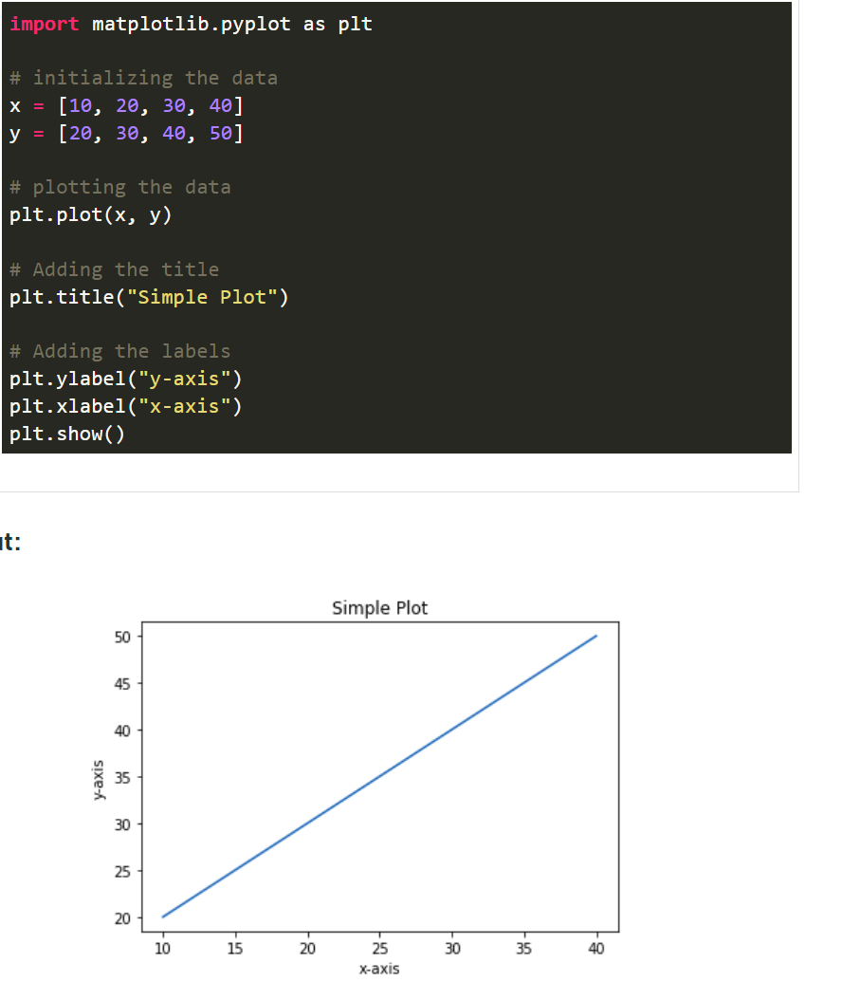 import matplotlib.pyplot as plt
# initializing the data
x = [10, 20, 30, 40]
y = [20, 30, 40, 50]
# plotting the data
plt.plot(x, y)
# Adding the title
plt.title("Simple Plot")
# Adding the labels
plt.ylabel("y-axis")
plt.xlabel("x-axis")
plt.show()
t:
Simple Plot
50
45
40
35
30
25
20
y-axis
10 15 20 25 30 35 40
x-axis